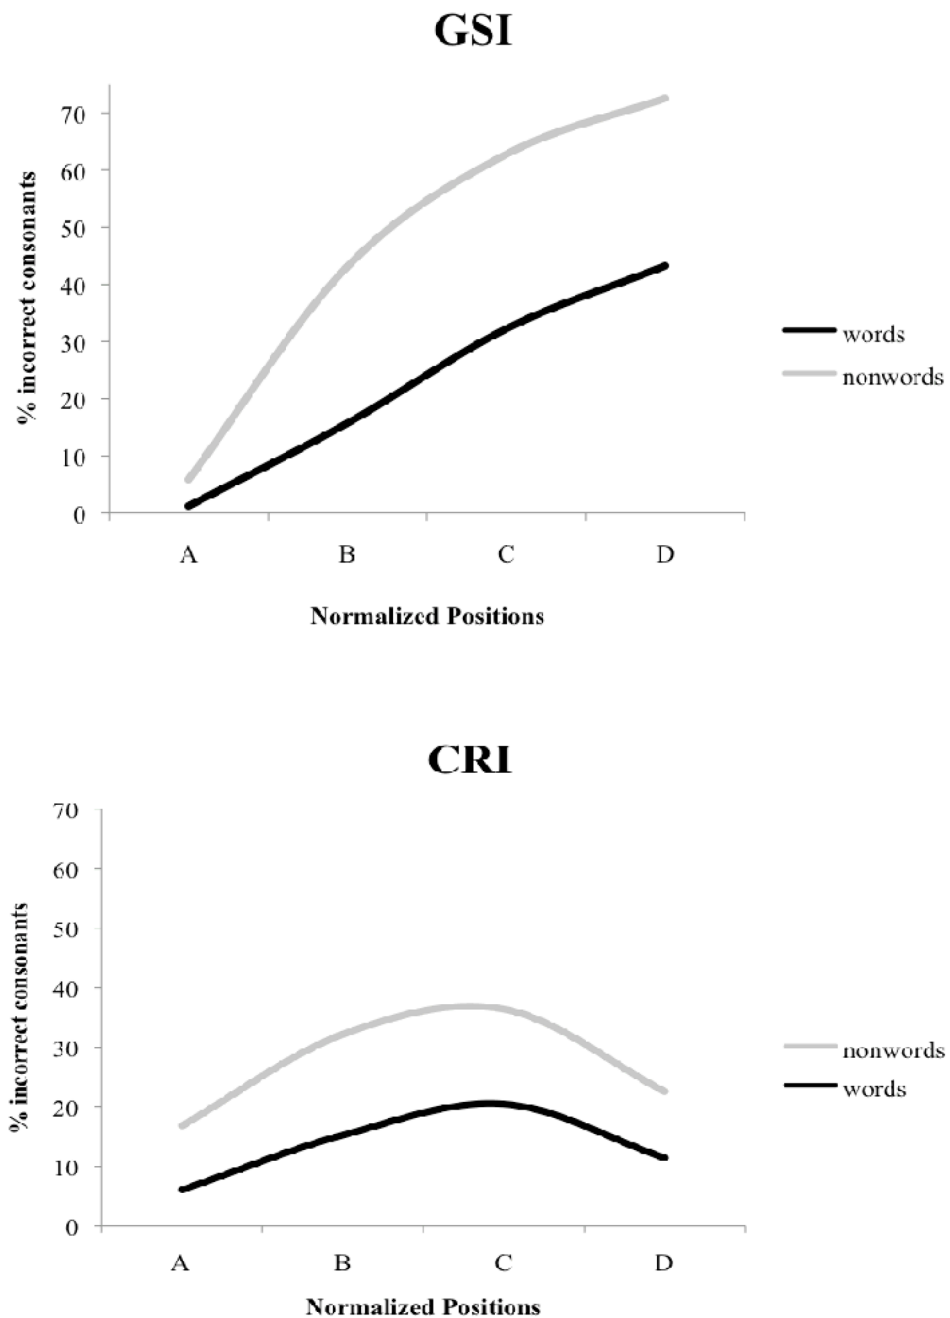 GSI
% incorrect consonants
70
60
50
40
30
20
10
0
A B C D
Normalized Positions
words
nonwords
CRI
% incorrect consonants
70
60
50
40
30
20
10
0
A B C D
Normalized Positions
nonwords
words